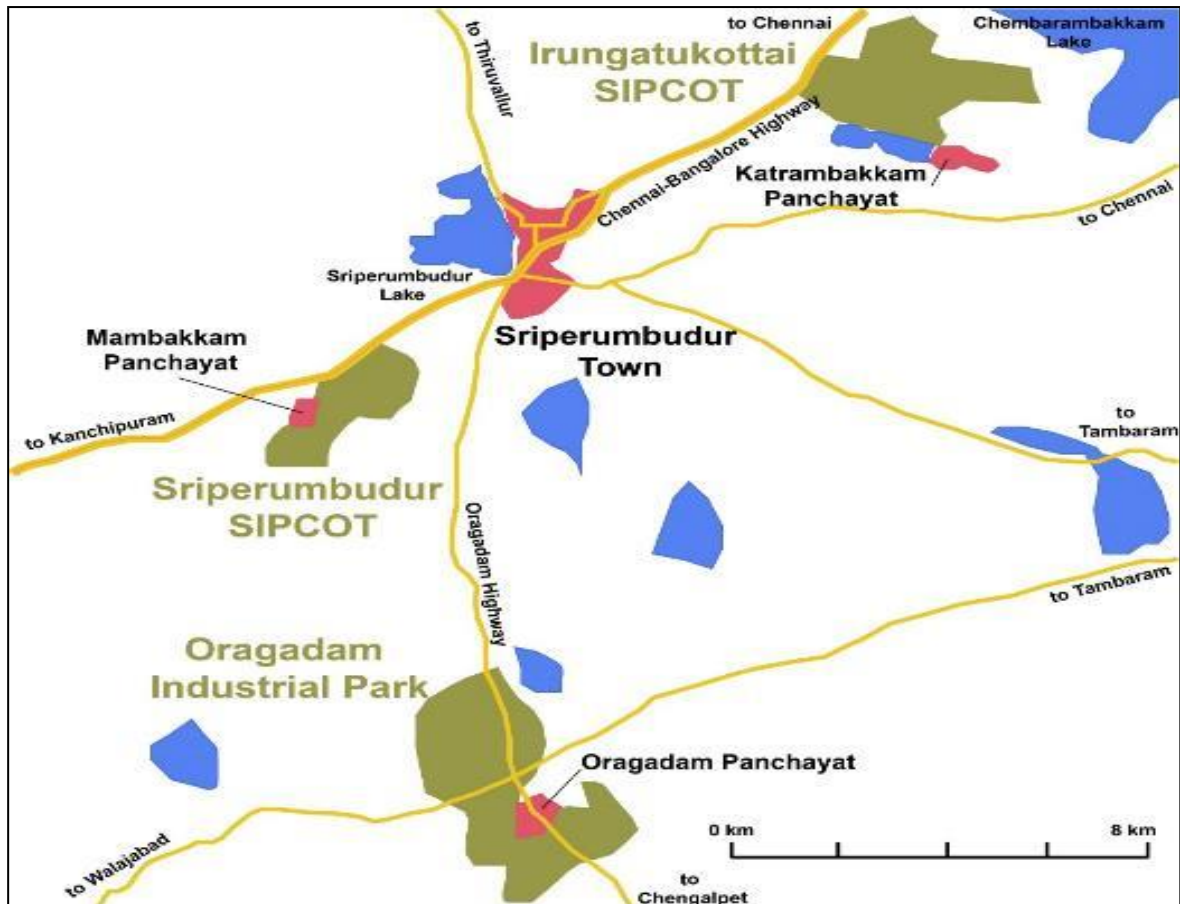 to Chennai
Chembarambakkam
Lake
to Thiruvallur
Irungatukottai
SIPCOT
Chennai-Bangalore Highway
Katrambakkam
Panchayat
to Chennai
Sriperumbudur
Lake
Mambakkam
Panchayat
Sriperumbudur
Town
to Kanchipuram
to
Tambaram
Sriperumbudur
SIPCOT
Oragadam Highway
to Tambaram
Oragadam
Industrial Park
Oragadam Panchayat
0 km
8 km
to Walajabad
to
Chengalpet